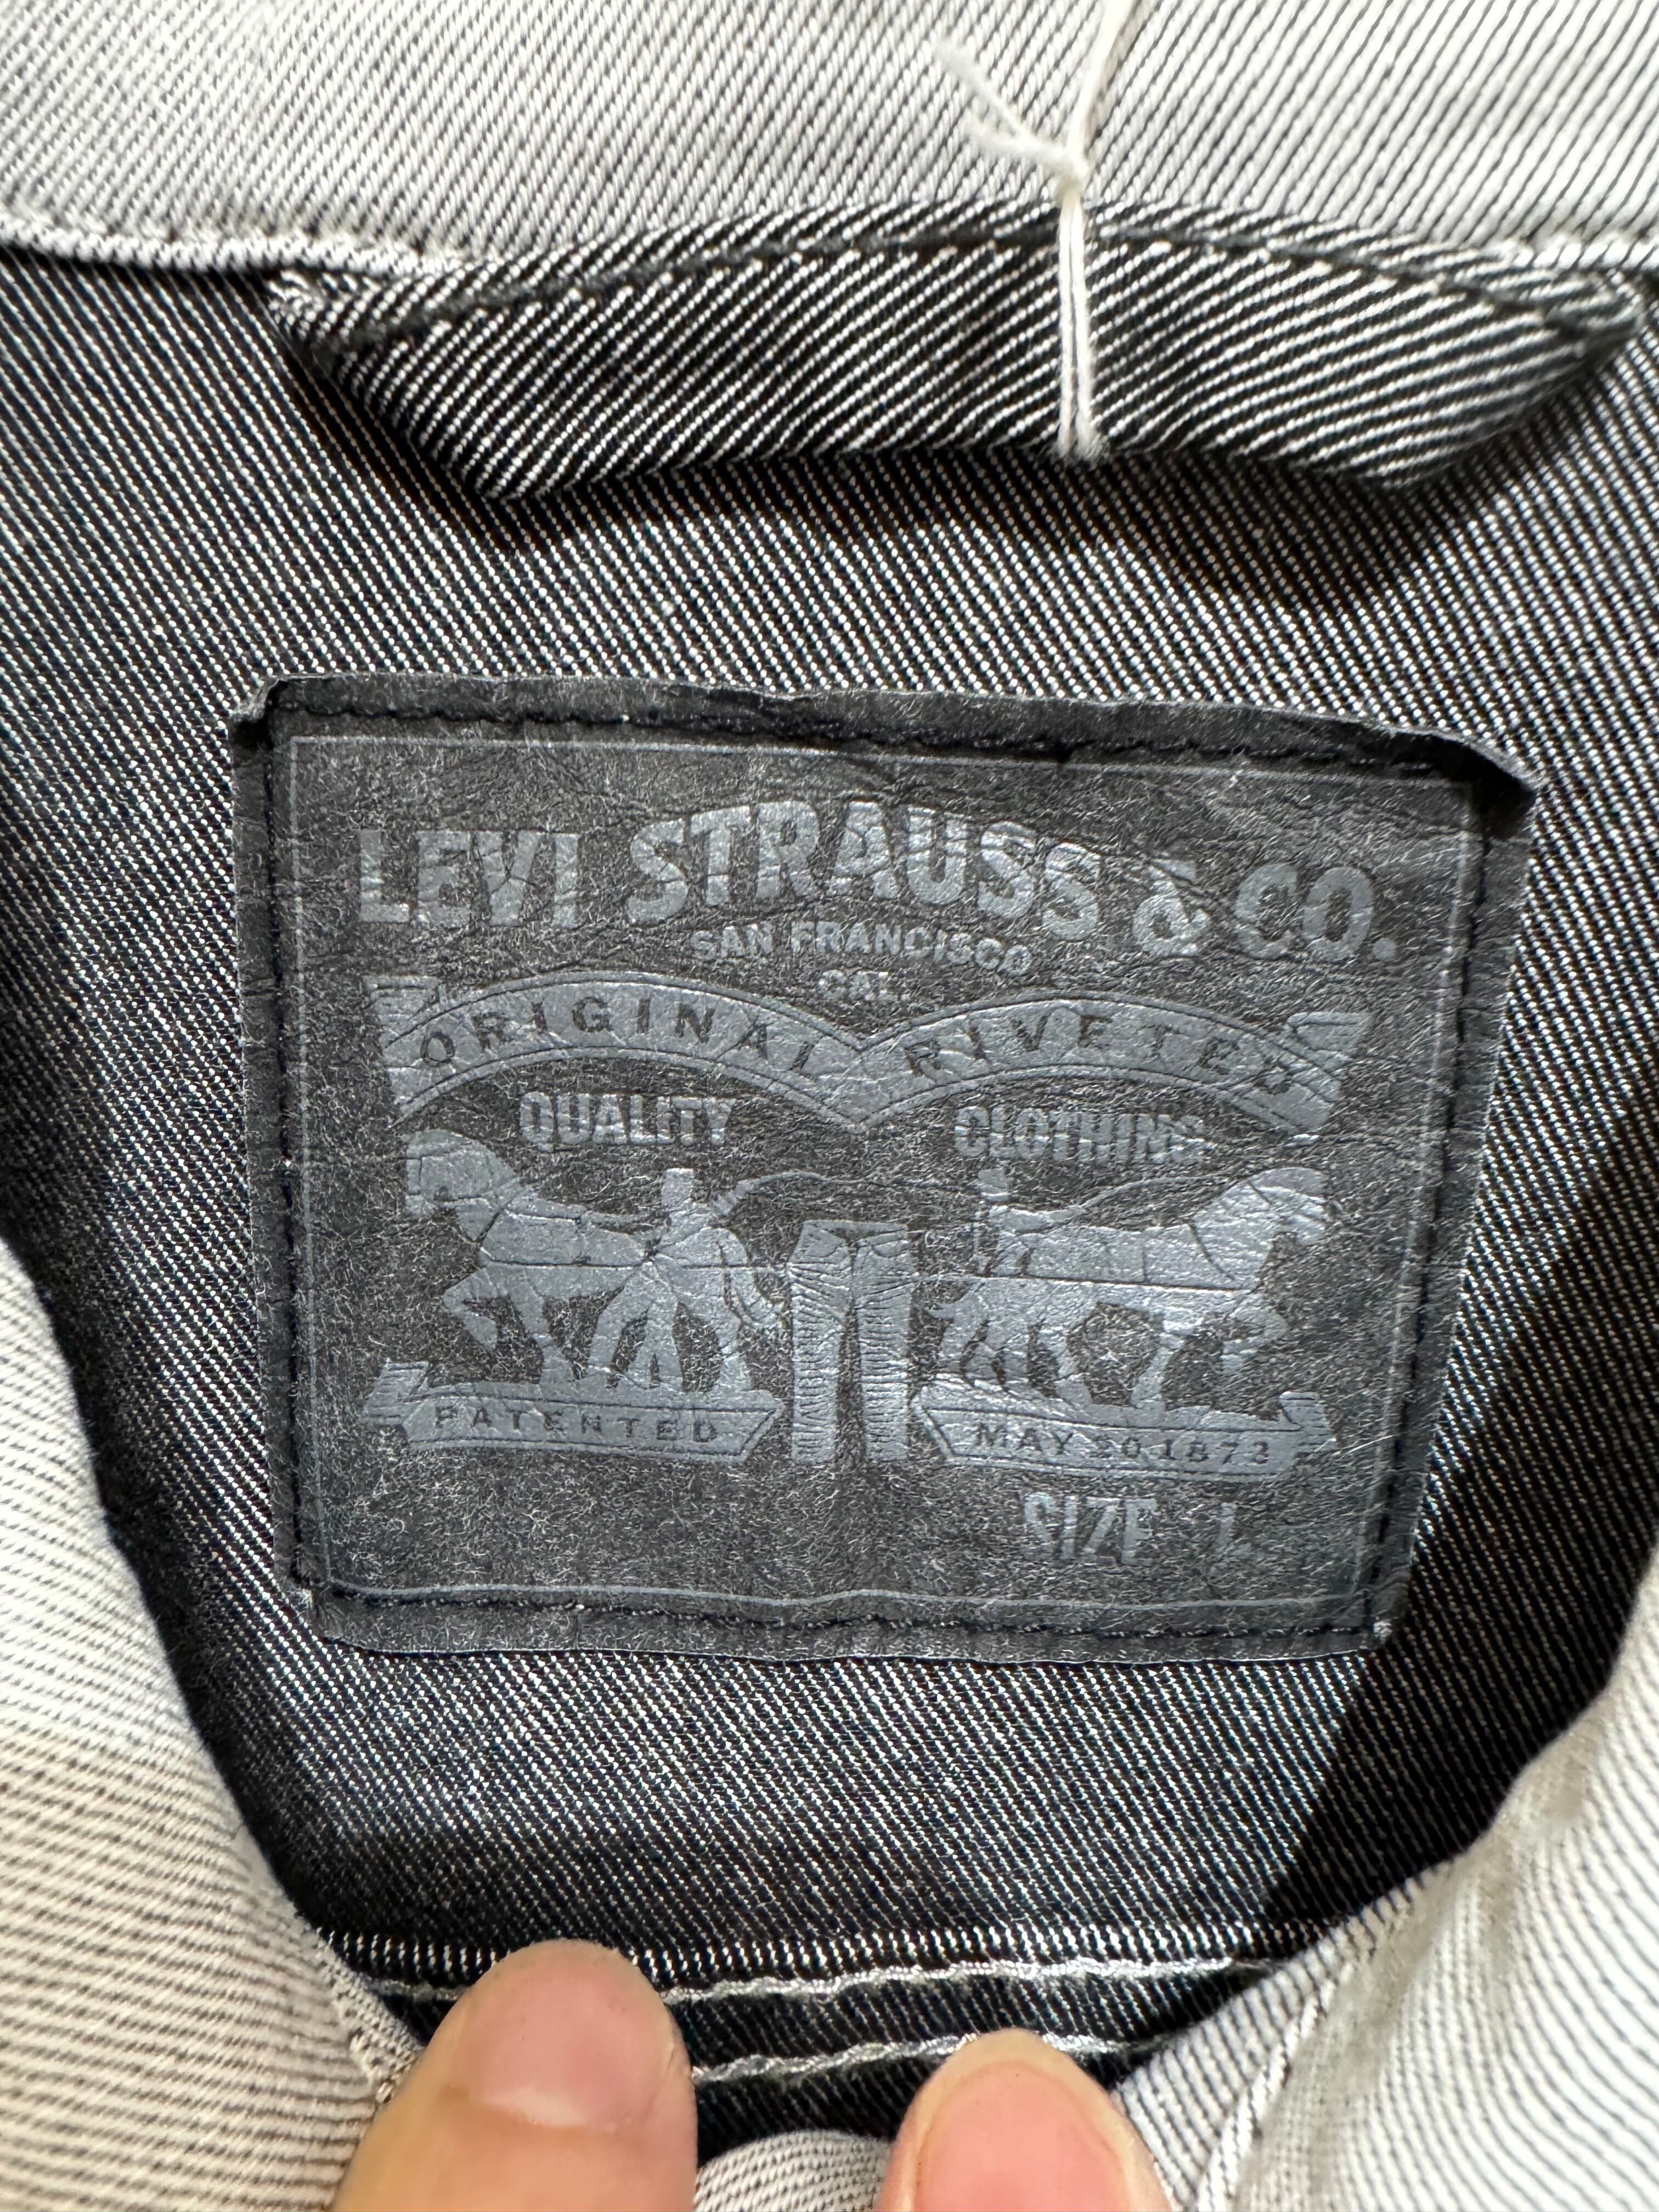 LEVI STRAUSS & CO.
SAN FRANCISCO
CAL.
ORIGINAL RIVETED
QUALITY CLOTHING
PATENTED MAY 20 1873
SIZE L